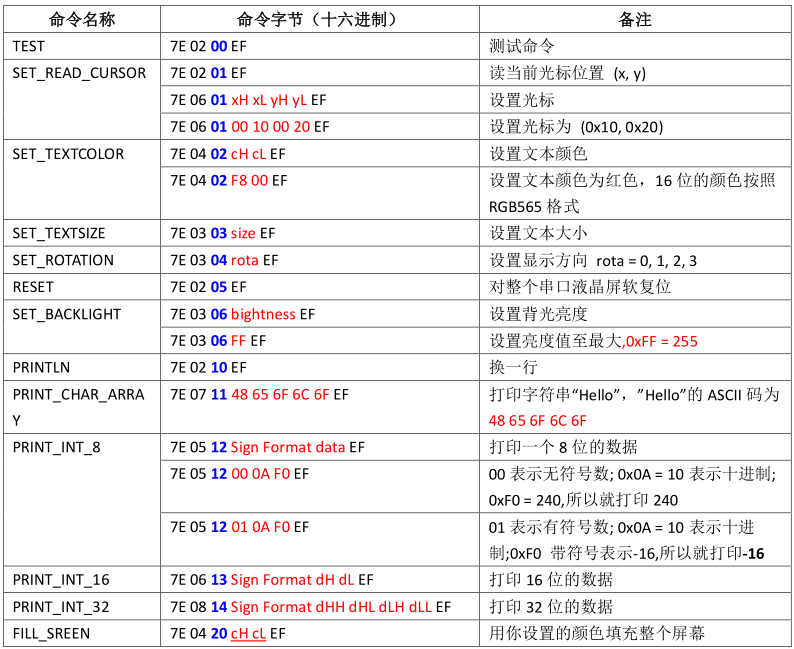 命令名称 命令字节（十六进制） 备注
TEST 7E 02 00 EF 测试命令
SET_READ_CURSOR 7E 02 01 EF 读当前光标位置 (x, y)
7E 06 01 xH xL yH yL EF 设置光标
7E 06 01 00 10 00 20 EF 设置光标为 (0x10, 0x20)
SET_TEXTCOLOR 7E 04 02 cH cL EF 设置文本颜色
7E 04 02 F8 00 EF 设置文本颜色为红色，16 位的颜色按照
RGB565 格式
SET_TEXTSIZE 7E 03 03 size EF 设置文本大小
SET_ROTATION 7E 03 04 rota EF 设置显示方向 rota = 0, 1, 2, 3
RESET 7E 02 05 EF 对整个串口液晶屏软复位
SET_BACKLIGHT 7E 03 06 bightness EF 设置背光亮度
7E 03 06 FF EF 设置亮度值至最大,0xFF = 255
PRINTLN 7E 02 10 EF 换一行
PRINT_CHAR_ARRA 7E 07 11 48 65 6F 6C 6F EF 打印字符串“Hello”，”Hello”的 ASCII 码为
Y 48 65 6F 6C 6F
PRINT_INT_8 7E 05 12 Sign Format data EF 打印一个 8 位的数据
7E 05 12 00 0A F0 EF 00 表示无符号数; 0x0A = 10 表示十进制;
0xF0 = 240,所以就打印 240
7E 05 12 01 0A F0 EF 01 表示有符号数; 0x0A = 10 表示十进
制;0xF0 带符号表示-16,所以就打印-16
PRINT_INT_16 7E 06 13 Sign Format dH dL EF 打印 16 位的数据
PRINT_INT_32 7E 08 14 Sign Format dHH dHL dLH dLL EF 打印 32 位的数据
FILL_SREEN 7E 04 20 cH cL EF 用你设置的颜色填充整个屏幕